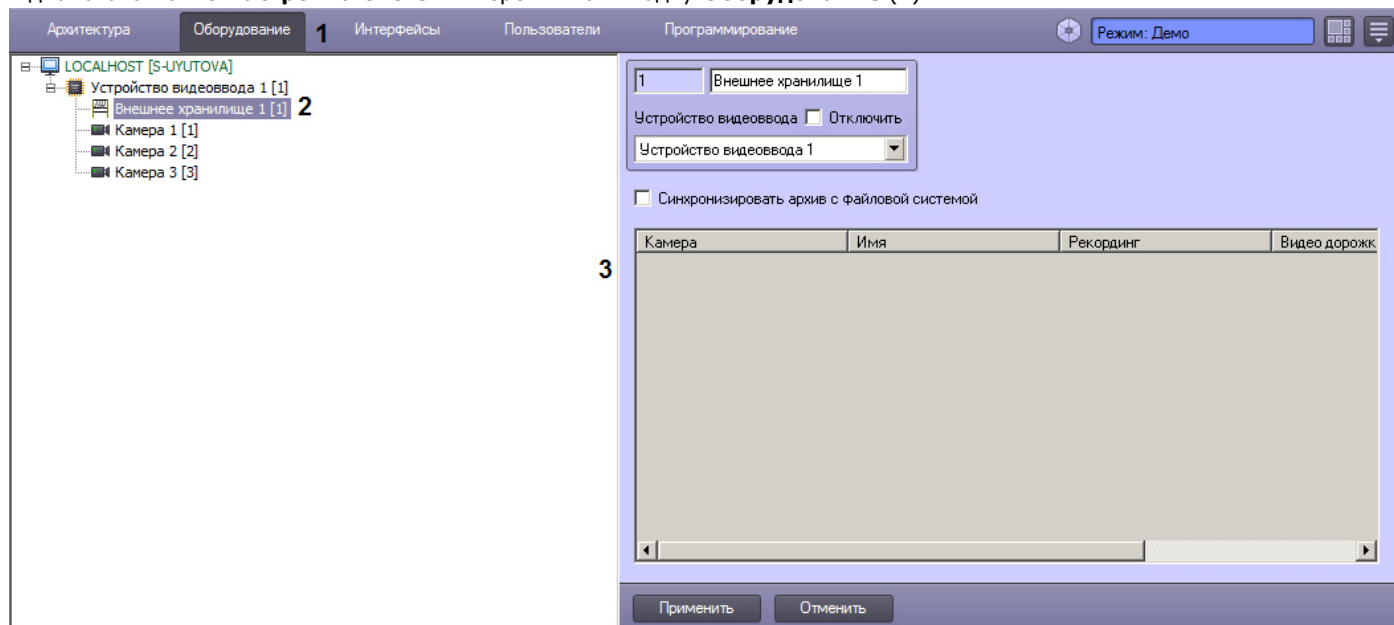 Архитектура Оборудование 1 Интерфейсы Пользователи Программирование Режим: Демо
LOCALHOST [S-UYUTOVA]
Устройство видеоввода 1 [1]
Внешнее хранилище 1 [1] 2
Камера 1 [1]
Камера 2 [2]
Камера 3 [3]
3
1 Внешнее хранилище 1
Устройство видеоввода Отключить
Устройство видеоввода 1
Синхронизировать архив с файловой системой
Камера Имя Рекординг Видео дорожк
Применить Отменить